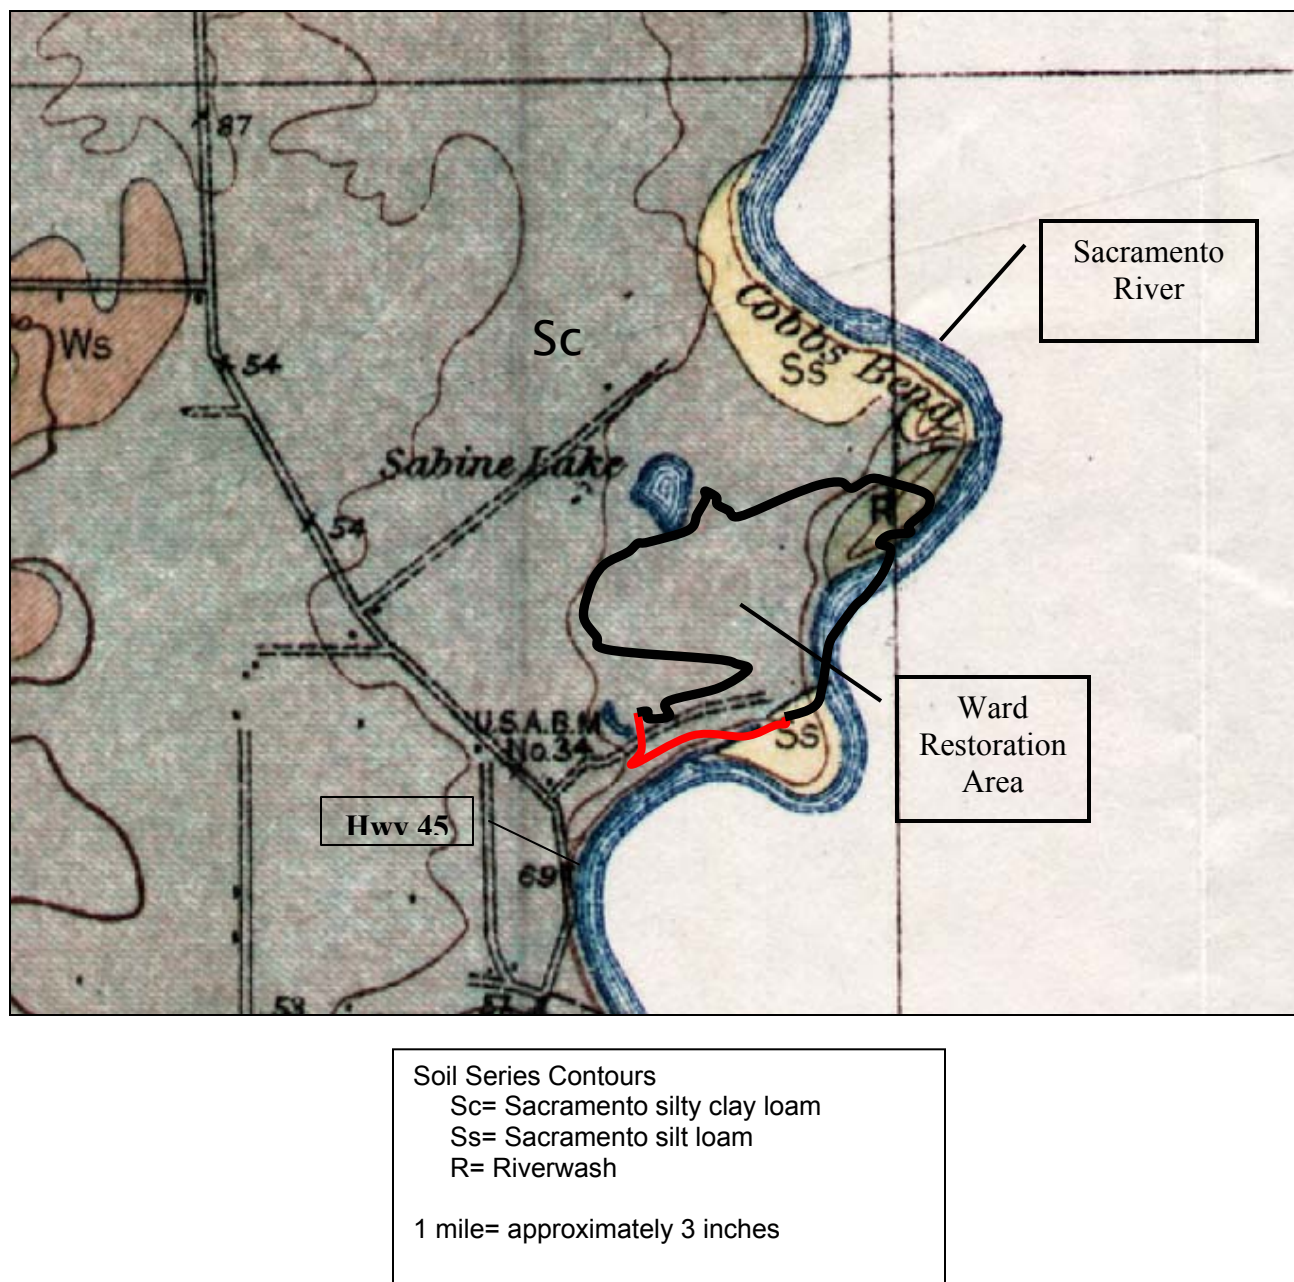 87
Sacramento
River
Cobbs Bend
Sc
Ws
54
Ss
Sabine Lake
R
54
Ward
Restoration
Area
U.S.A.B.M
No.34
Ss
Hwy 45
69
53
Soil Series Contours
Sc= Sacramento silty clay loam
Ss= Sacramento silt loam
R= Riverwash
1 mile= approximately 3 inches